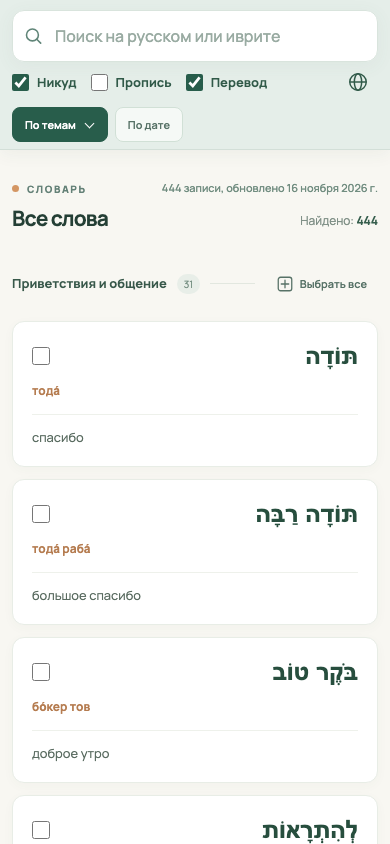 Поиск на русском или иврите
Никуд Пропись Перевод
По темам По дате
СЛОВАРЬ 444 записи, обновлено 16 ноября 2026 г.
Все слова Найдено: 444
Приветствия и общение 31 Выбрать все
תּוֹדָה
тода́
спасибо
תּוֹדָה רַבָּה
тода́ раба́
большое спасибо
בֹּקֶר טוֹב
бо́кер тов
доброе утро
לְהִתְרָאוֹת